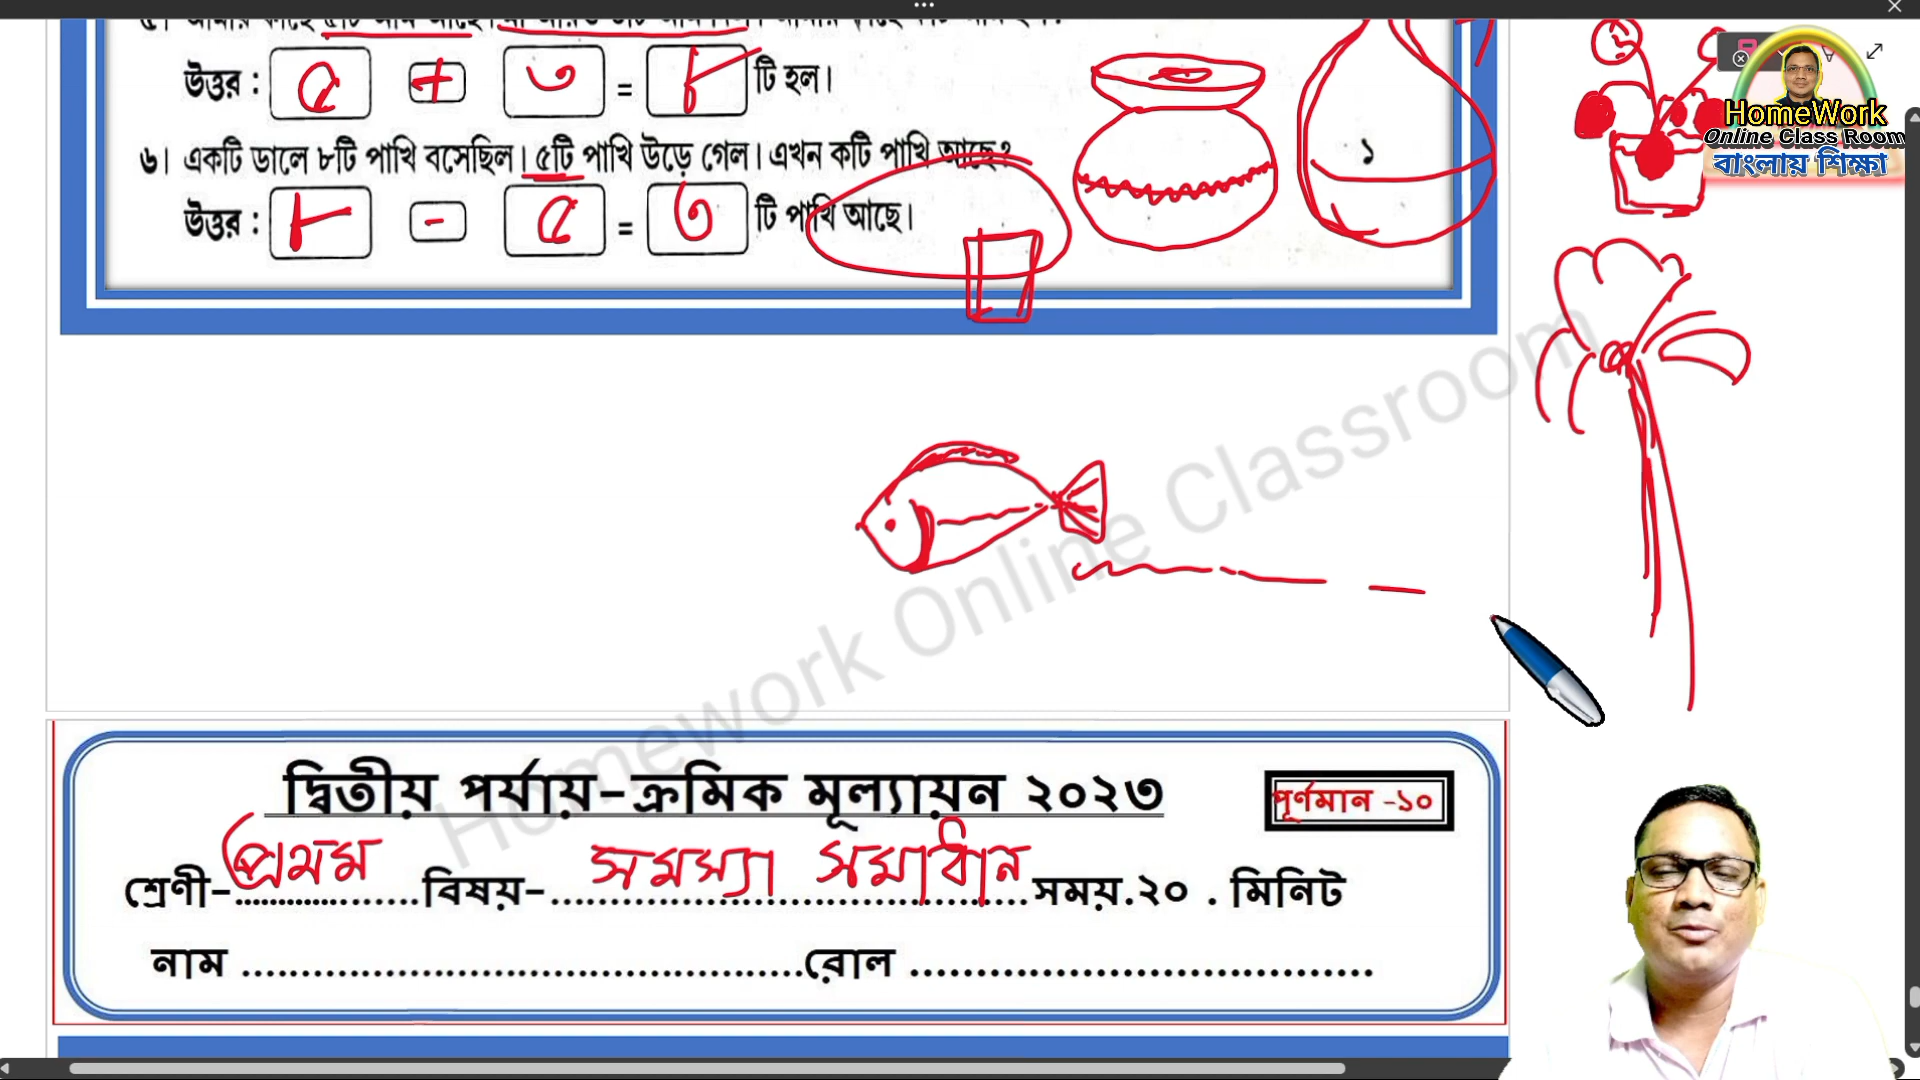 উত্তর : ৫ + ৩ = ৮ টি হল।
৬। একটি ডালে ৮টি পাখি বসেছিল। ৫টি পাখি উড়ে গেল। এখন কটি পাখি আছে?
উত্তর : ৮ - ৫ = ৩ টি পাখি আছে।
১
HomeWork
Online Class Room
বাংলায় শিক্ষা
Homework Online Classroom
দ্বিতীয় পর্যায়-ক্রমিক মূল্যায়ন ২০২৩
পূর্ণমান -১০
শ্রেণী-প্রথম..........বিষয়-সমস্যা সমাধান সময়.২০ . মিনিট
নাম ................................................রোল .......................................